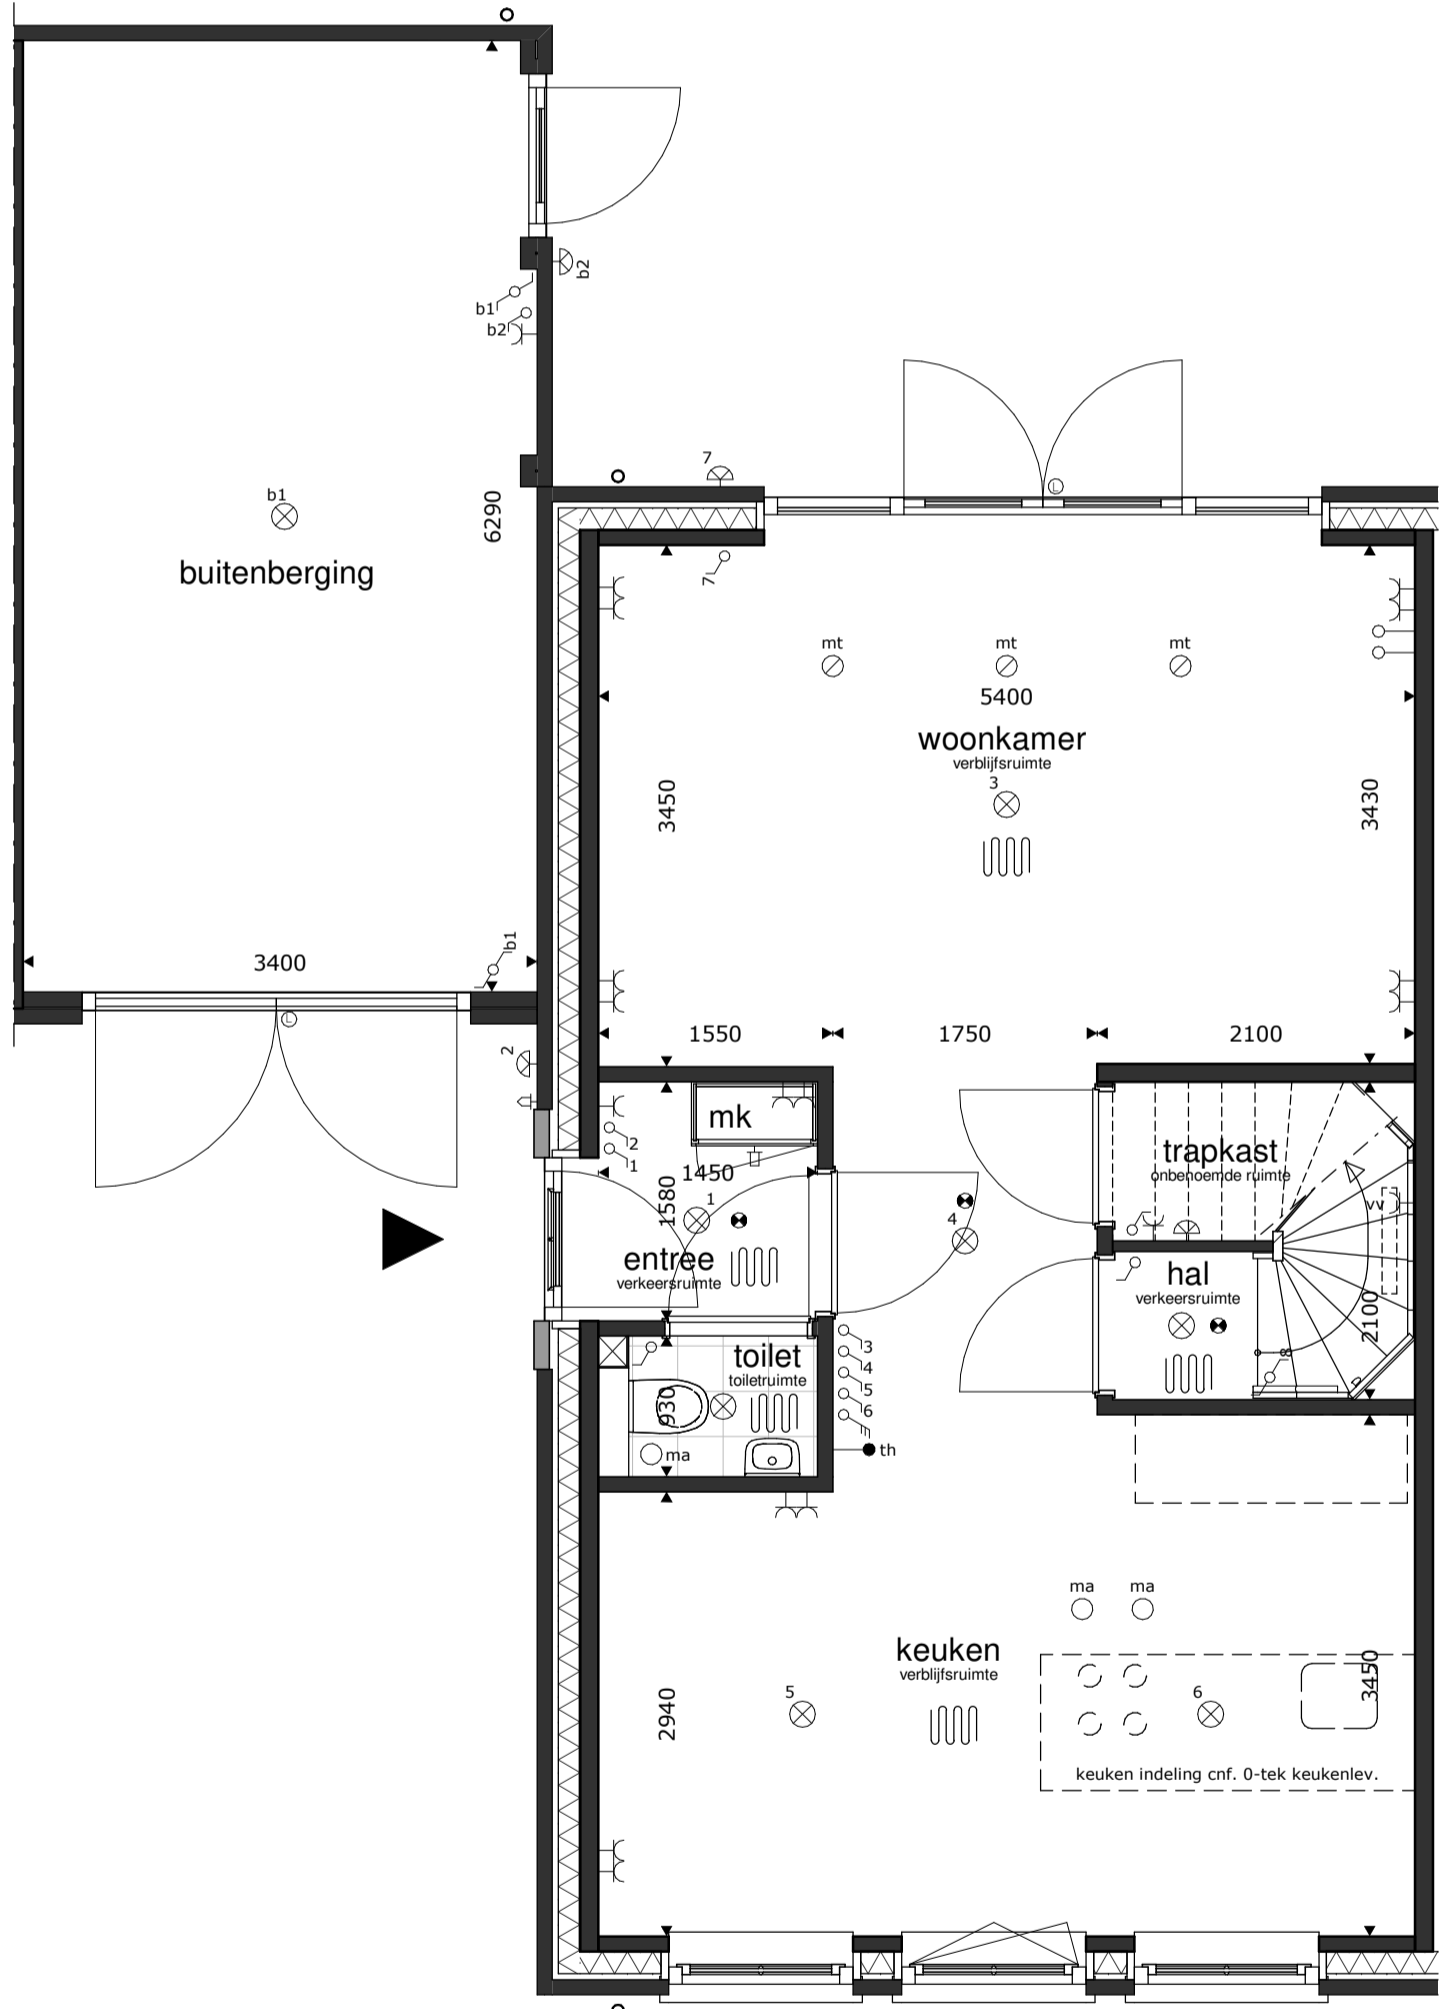 b2
b1
b2
b1
buitenberging
6290
3400
b1
2
7
7
mt
mt
mt
5400
woonkamer
verblijfsruimte
3
3450
3430
1550
1750
2100
mk
2
1
1450
1580
1
entree
verkeersruimte
4
trapkast
onbenoemde ruimte
hal
verkeersruimte
2100
8
toilet
toiletruimte
930
ma
3
4
5
6
th
ma
ma
keuken
verblijfsruimte
5
6
2940
3450
keuken indeling cnf. 0-tek keukenlev.